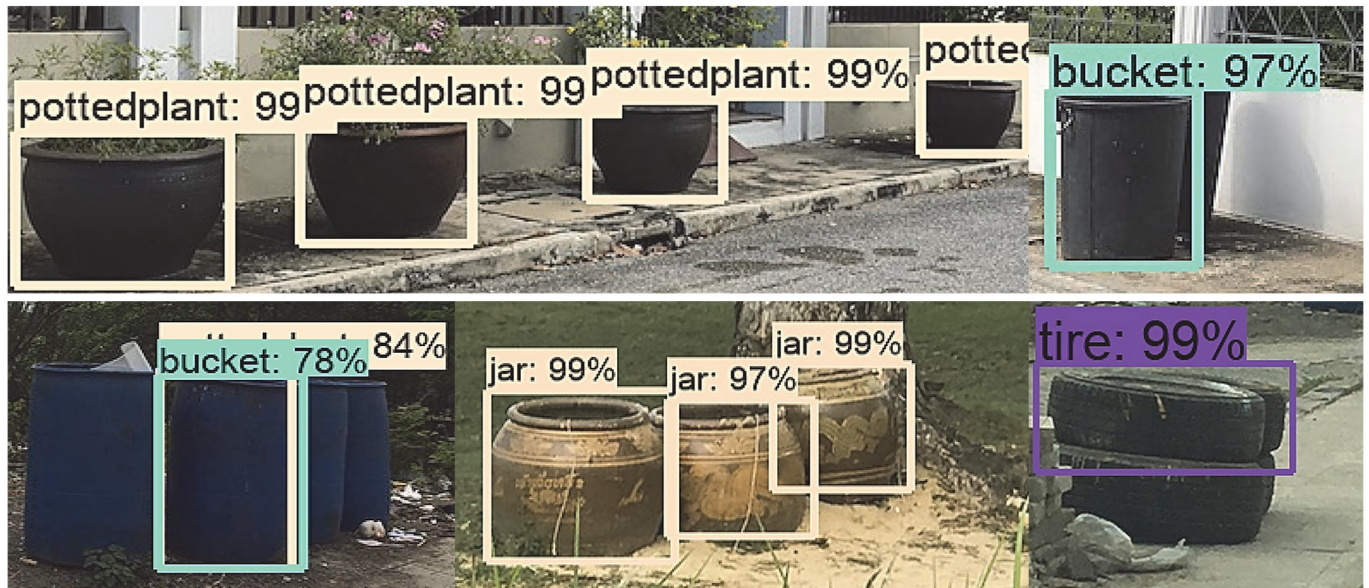 pottedplant: 99
pottedplant: 99
pottedplant: 99%
bucket: 97%
84%
bucket: 78%
jar: 99%
jar: 97%
jar: 99%
tire: 99%